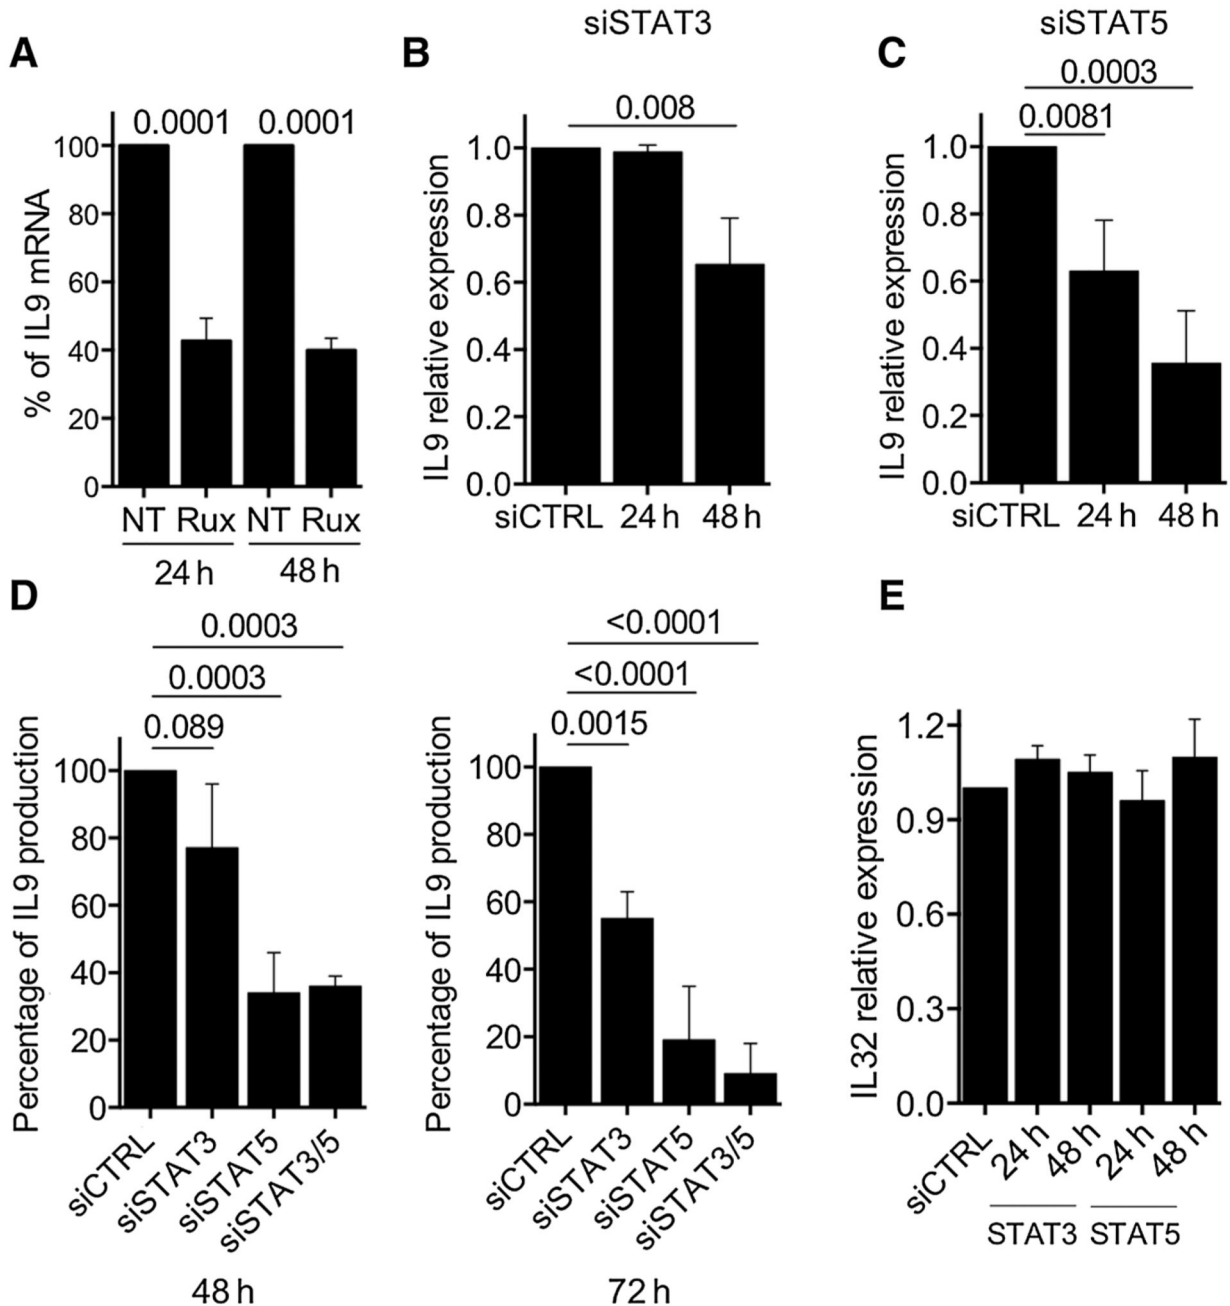 A
0.0001 0.0001
% of IL9 mRNA
100
80
60
40
20
0
NT Rux NT Rux
24 h 48 h
B
siSTAT3
0.008
IL9 relative expression
1.0
0.8
0.6
0.4
0.2
0.0
siCTRL 24 h 48 h
C
siSTAT5
0.0003
0.0081
IL9 relative expression
1.0
0.8
0.6
0.4
0.2
0.0
siCTRL 24 h 48 h
D
0.0003
0.0003
0.089
Percentage of IL9 production
100
80
60
40
20
0
siCTRL
siSTAT3
siSTAT5
siSTAT3/5
48 h
<0.0001
<0.0001
0.0015
Percentage of IL9 production
100
80
60
40
20
0
siCTRL
siSTAT3
siSTAT5
siSTAT3/5
72 h
E
IL32 relative expression
1.2
0.9
0.6
0.3
0.0
siCTRL
24 h
48 h
24 h
48 h
STAT3 STAT5